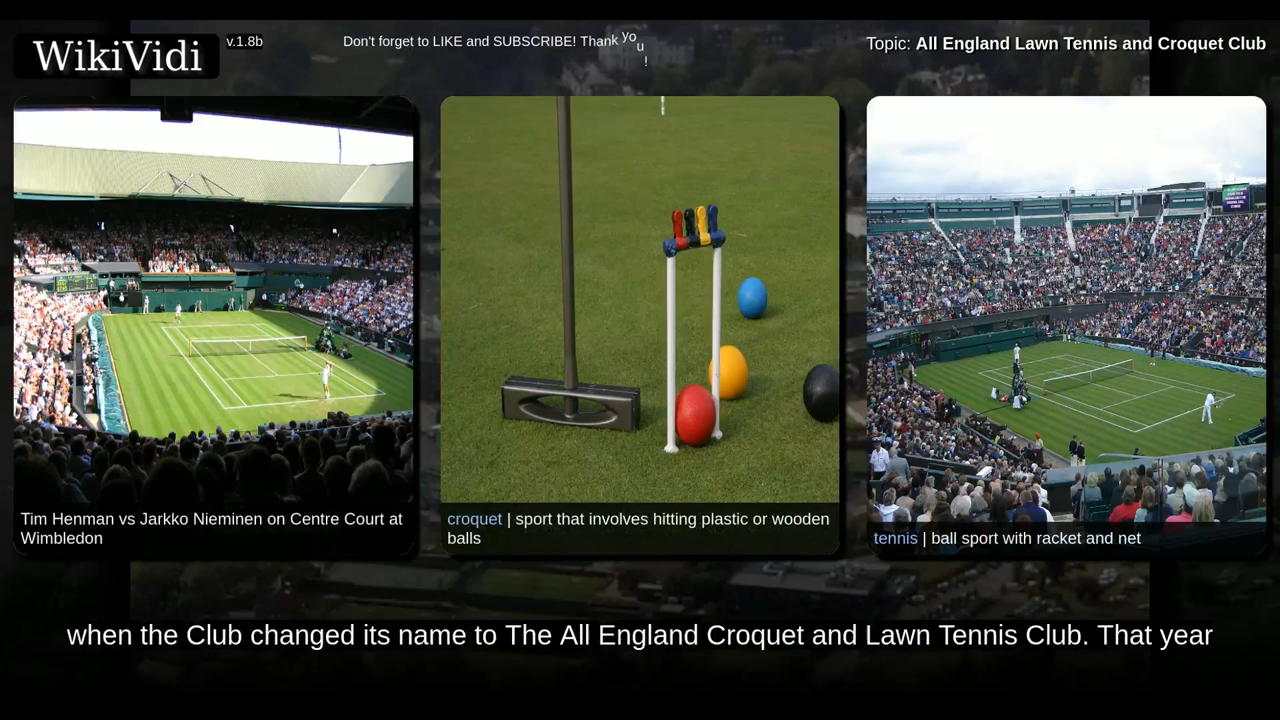 WikiVidi
v.1.8b
Don't forget to LIKE and SUBSCRIBE! Thank you!
Topic: All England Lawn Tennis and Croquet Club
Tim Henman vs Jarkko Nieminen on Centre Court at
Wimbledon
croquet | sport that involves hitting plastic or wooden
balls
tennis | ball sport with racket and net
when the Club changed its name to The All England Croquet and Lawn Tennis Club. That year